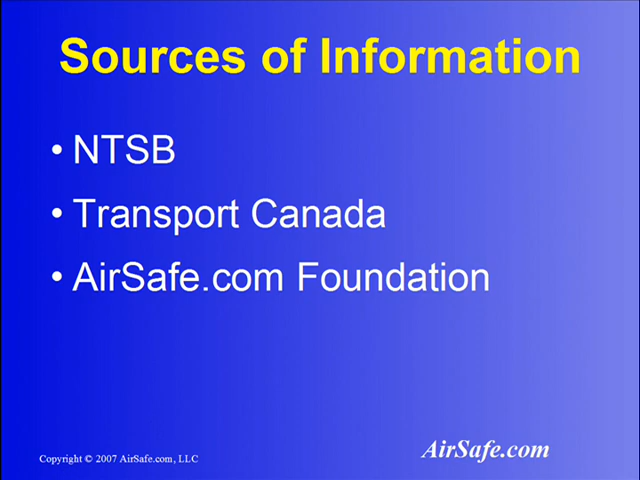 Sources of Information
• NTSB
• Transport Canada
• AirSafe.com Foundation
Copyright © 2007 AirSafe.com, LLC
AirSafe.com